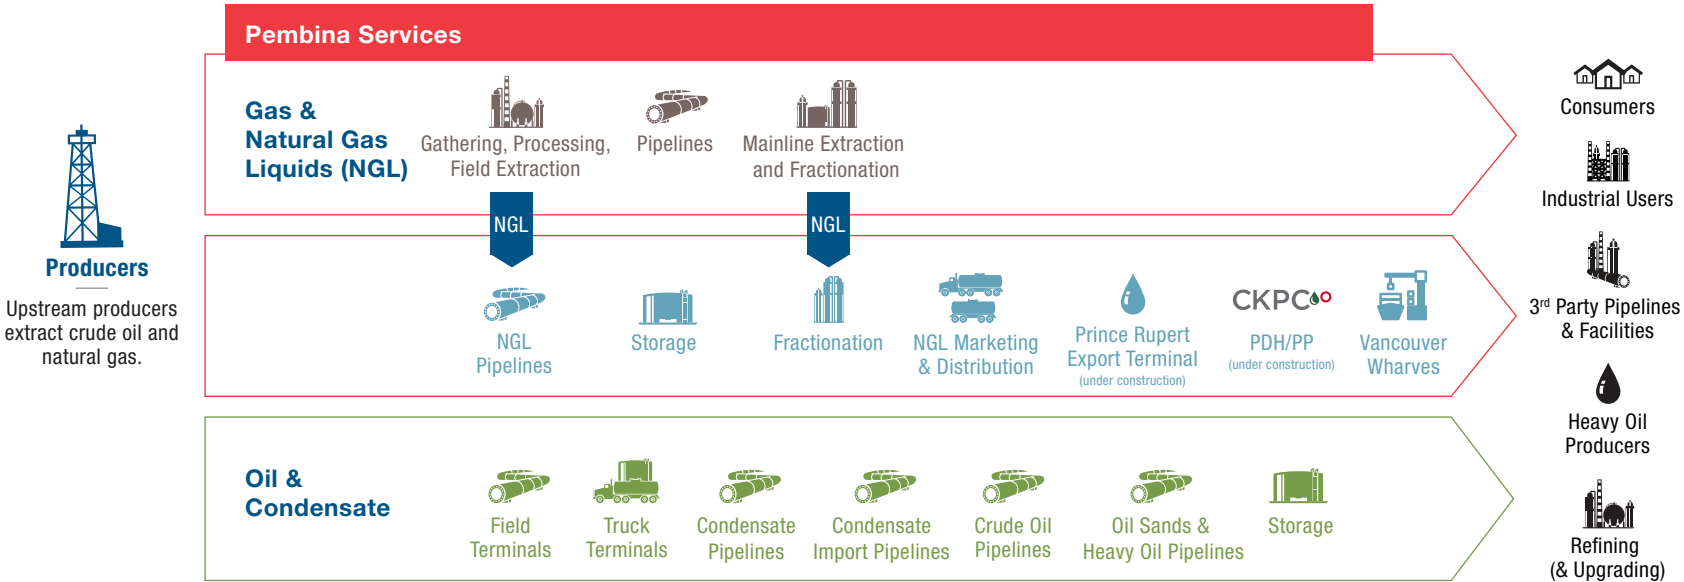 Pembina Services
Gas &
Natural Gas
Liquids (NGL)
Gathering, Processing,
Field Extraction
Pipelines
Mainline Extraction
and Fractionation
NGL
NGL
Producers
Upstream producers
extract crude oil and
natural gas.
NGL
Pipelines
Storage
Fractionation
NGL Marketing
& Distribution
Prince Rupert
Export Terminal
(under construction)
CKPC
PDH/PP
(under construction)
Vancouver
Wharves
Oil &
Condensate
Field
Terminals
Truck
Terminals
Condensate
Pipelines
Condensate
Import Pipelines
Crude Oil
Pipelines
Oil Sands &
Heavy Oil Pipelines
Storage
Consumers
Industrial Users
3rd Party Pipelines
& Facilities
Heavy Oil
Producers
Refining
(& Upgrading)